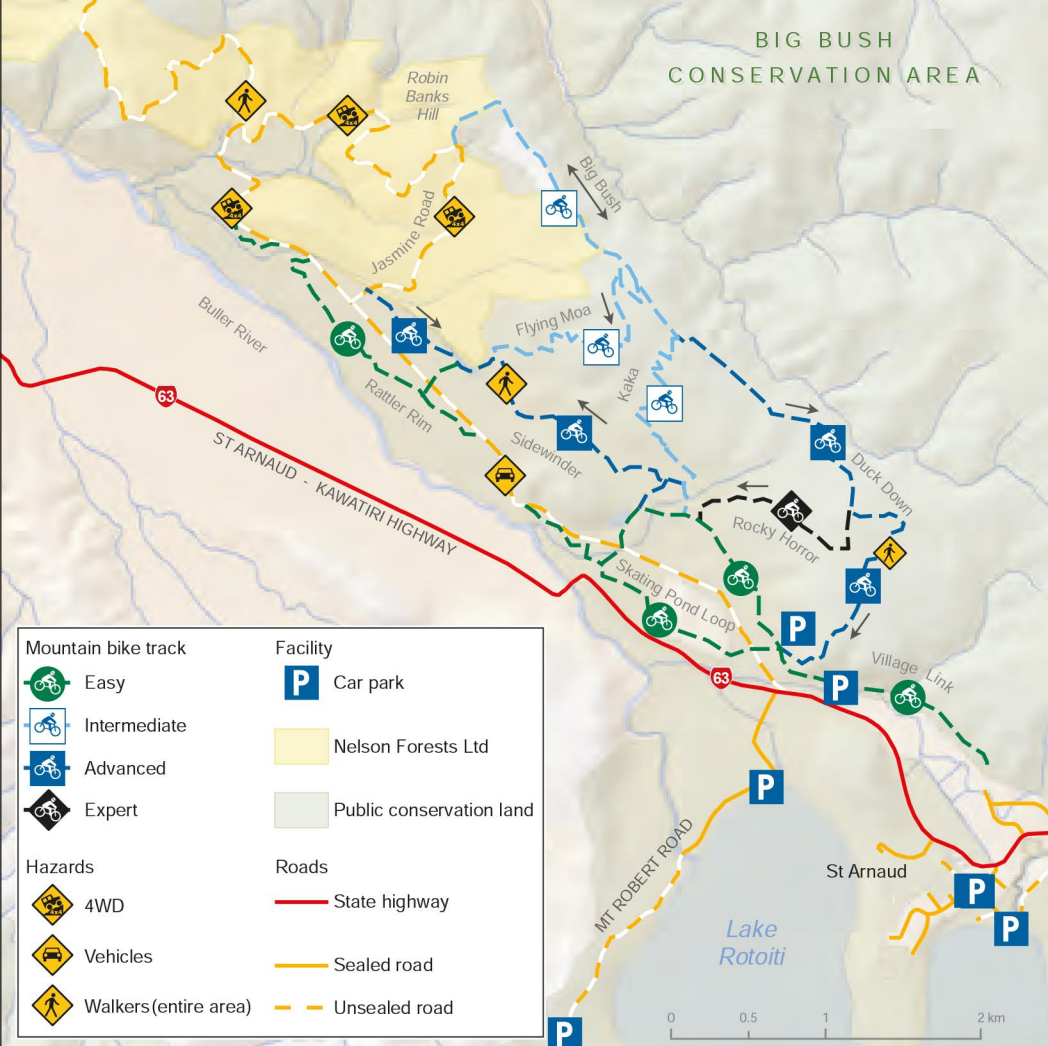 BIG BUSH
CONSERVATION AREA
Robin
Banks
Hill
4x4
Big Bush
4x4
4x4
Jasmine Road
Buller River
Flying Moa
Kaka
63
Rattler Rim
Sidewinder
ST ARNAUD - KAWATIRI HIGHWAY
Duck Down
Rocky Horror
Skating Pond Loop
P
Village Link
63
P
P
MT ROBERT ROAD
St Arnaud
P
P
Lake
Rotoiti
P
0 0.5 1 2 km
Mountain bike track
Easy
Intermediate
Advanced
Expert
Hazards
4x4
4WD
Vehicles
Walkers (entire area)
Facility
P
Car park
Nelson Forests Ltd
Public conservation land
Roads
State highway
Sealed road
Unsealed road